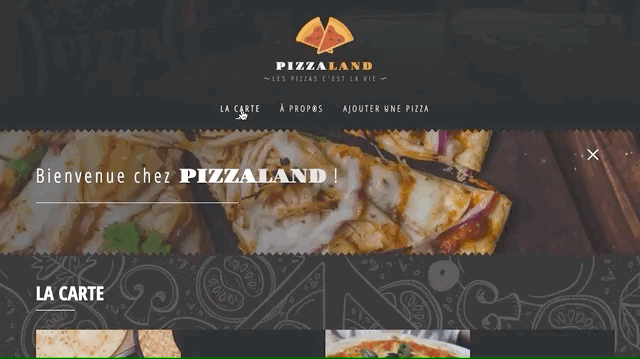 PIZZALAND
LES PIZZAS C'EST LA VIE
LA CARTE À PROPOS AJOUTER UNE PIZZA
Bienvenue chez PIZZALAND !
LA CARTE